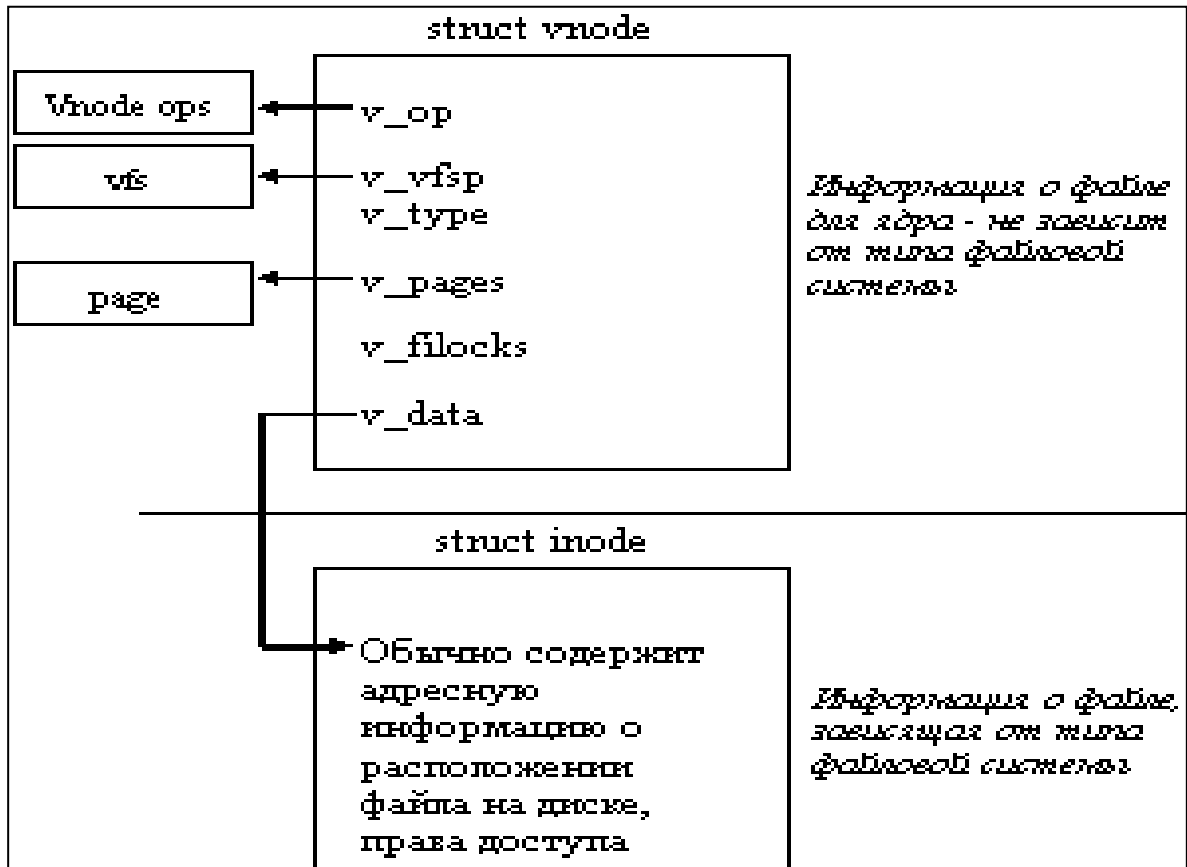 struct vnode
Vnode ops
v_op
vfs
v_vfsp
v_type
page
v_pages
v_filocks
v_data
Информация о файле
для ядра - не зависит
от типа файловой
системы
struct inode
Обычно содержит
адресную
информацию о
расположении
файла на диске,
права доступа
Информация о файле,
зависящая от типа
файловой системы